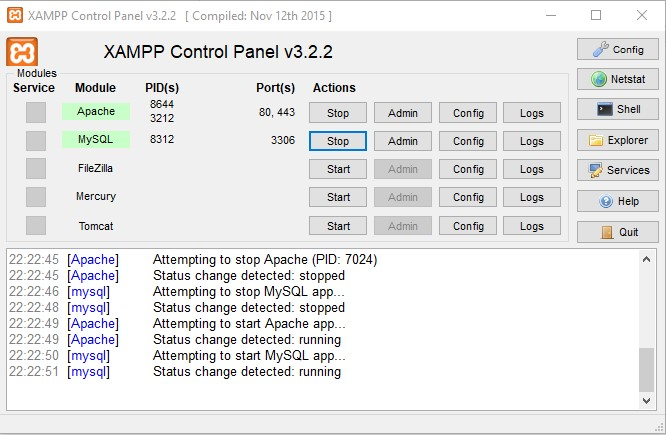 XAMPP Control Panel v3.2.2 [ Compiled: Nov 12th 2015 ]
XAMPP Control Panel v3.2.2
Config
Modules
Service Module PID(s) Port(s) Actions
Netstat
Apache 8644 3212 80, 443 Stop Admin Config Logs
Shell
MySQL 8312 3306 Stop Admin Config Logs
Explorer
FileZilla Start Admin Config Logs
Services
Mercury Start Admin Config Logs
Help
Tomcat Start Admin Config Logs
Quit
22:22:45 [Apache] Attempting to stop Apache (PID: 7024)
22:22:45 [Apache] Status change detected: stopped
22:22:46 [mysql] Attempting to stop MySQL app...
22:22:48 [mysql] Status change detected: stopped
22:22:49 [Apache] Attempting to start Apache app...
22:22:49 [Apache] Status change detected: running
22:22:50 [mysql] Attempting to start MySQL app...
22:22:51 [mysql] Status change detected: running